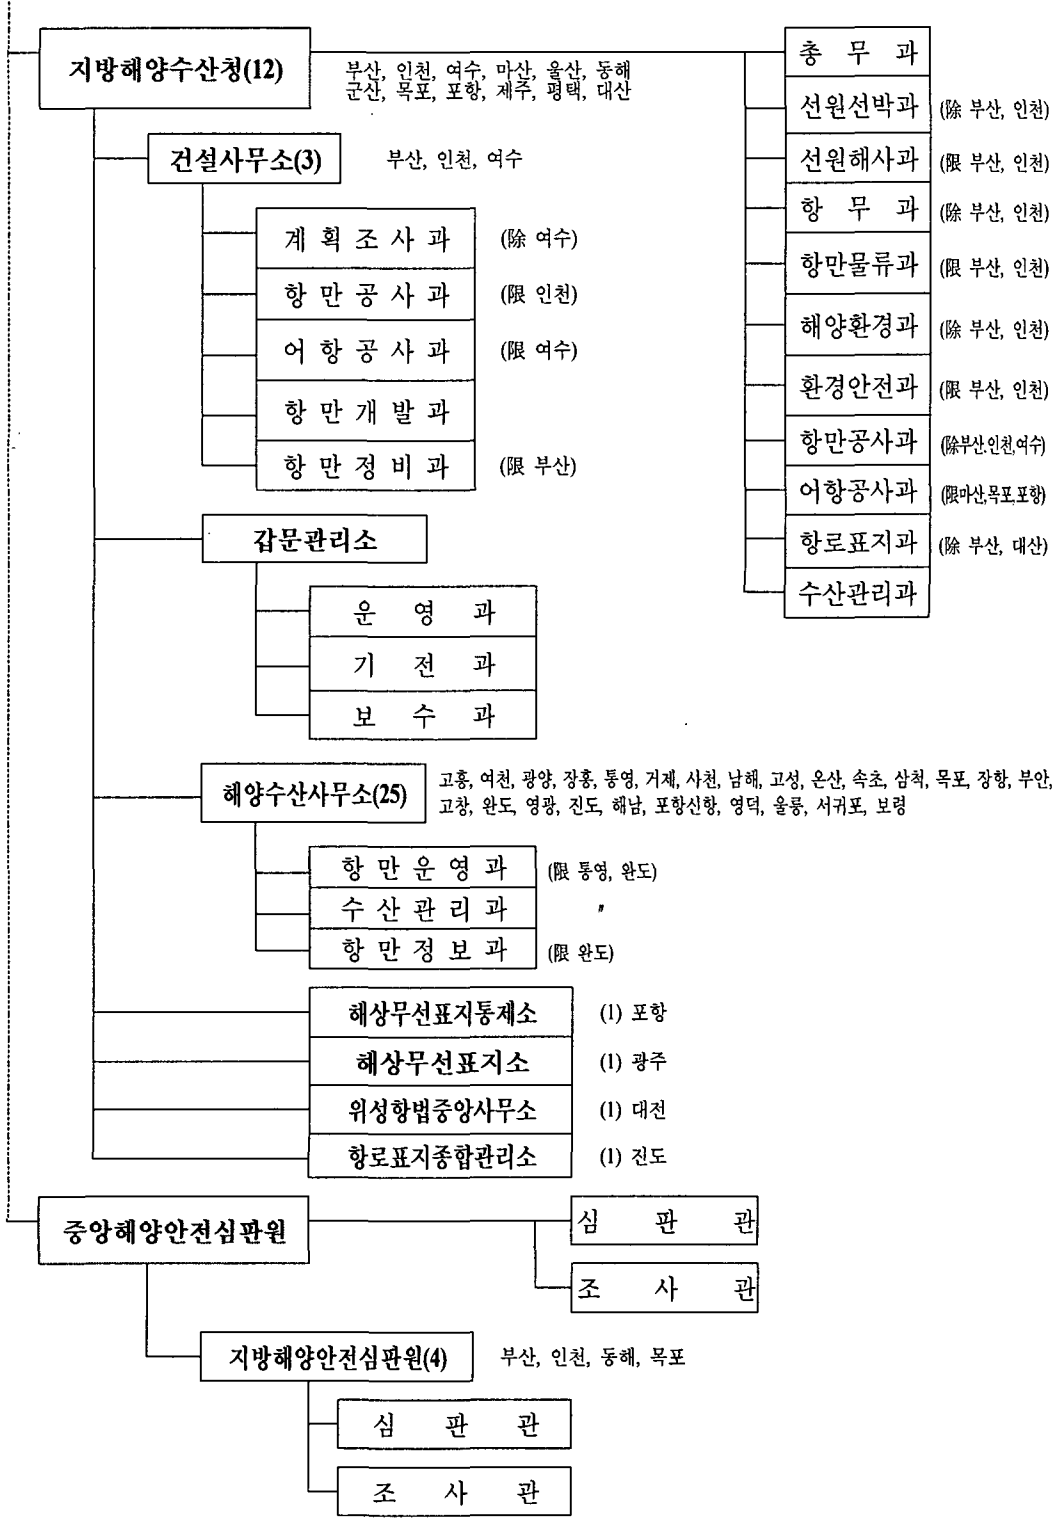 지방해양수산청(12)
부산, 인천, 여수, 마산, 울산, 동해
군산, 목포, 포항, 제주, 평택, 대산
총 무 과
선원선박과 (除 부산, 인천)
선원해사과 (限 부산, 인천)
항 무 과 (除 부산, 인천)
항만물류과 (限 부산, 인천)
해양환경과 (除 부산, 인천)
환경안전과 (限 부산, 인천)
항만공사과 (除부산.인천,여수)
어항공사과 (限마산,목포,포항)
항로표지과 (除 부산, 대산)
수산관리과
건설사무소(3) 부산, 인천, 여수
계 획 조 사 과 (除 여수)
항 만 공 사 과 (限 인천)
어 항 공 사 과 (限 여수)
항 만 개 발 과
항 만 정 비 과 (限 부산)
갑문관리소
운 영 과
기 전 과
보 수 과
해양수산사무소(25)
고흥, 여천, 광양, 장흥, 통영, 거제, 사천, 남해, 고성, 온산, 속초, 삼척, 목포, 장항, 부안,
고창, 완도, 영광, 진도, 해남, 포항신항, 영덕, 울릉, 서귀포, 보령
항 만 운 영 과 (限 통영, 완도)
수 산 관 리 과 〃
항 만 정 보 과 (限 완도)
해상무선표지통제소 (1) 포항
해상무선표지소 (1) 광주
위성항법중앙사무소 (1) 대전
항로표지종합관리소 (1) 진도
중앙해양안전심판원
심 판 관
조 사 관
지방해양안전심판원(4) 부산, 인천, 동해, 목포
심 판 관
조 사 관